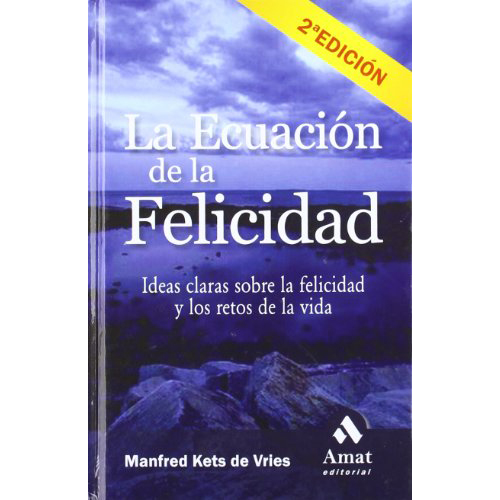 2ª EDICIÓN
La Ecuación
de la
Felicidad
Ideas claras sobre la felicidad
y los retos de la vida
Manfred Kets de Vries
Amat
editorial